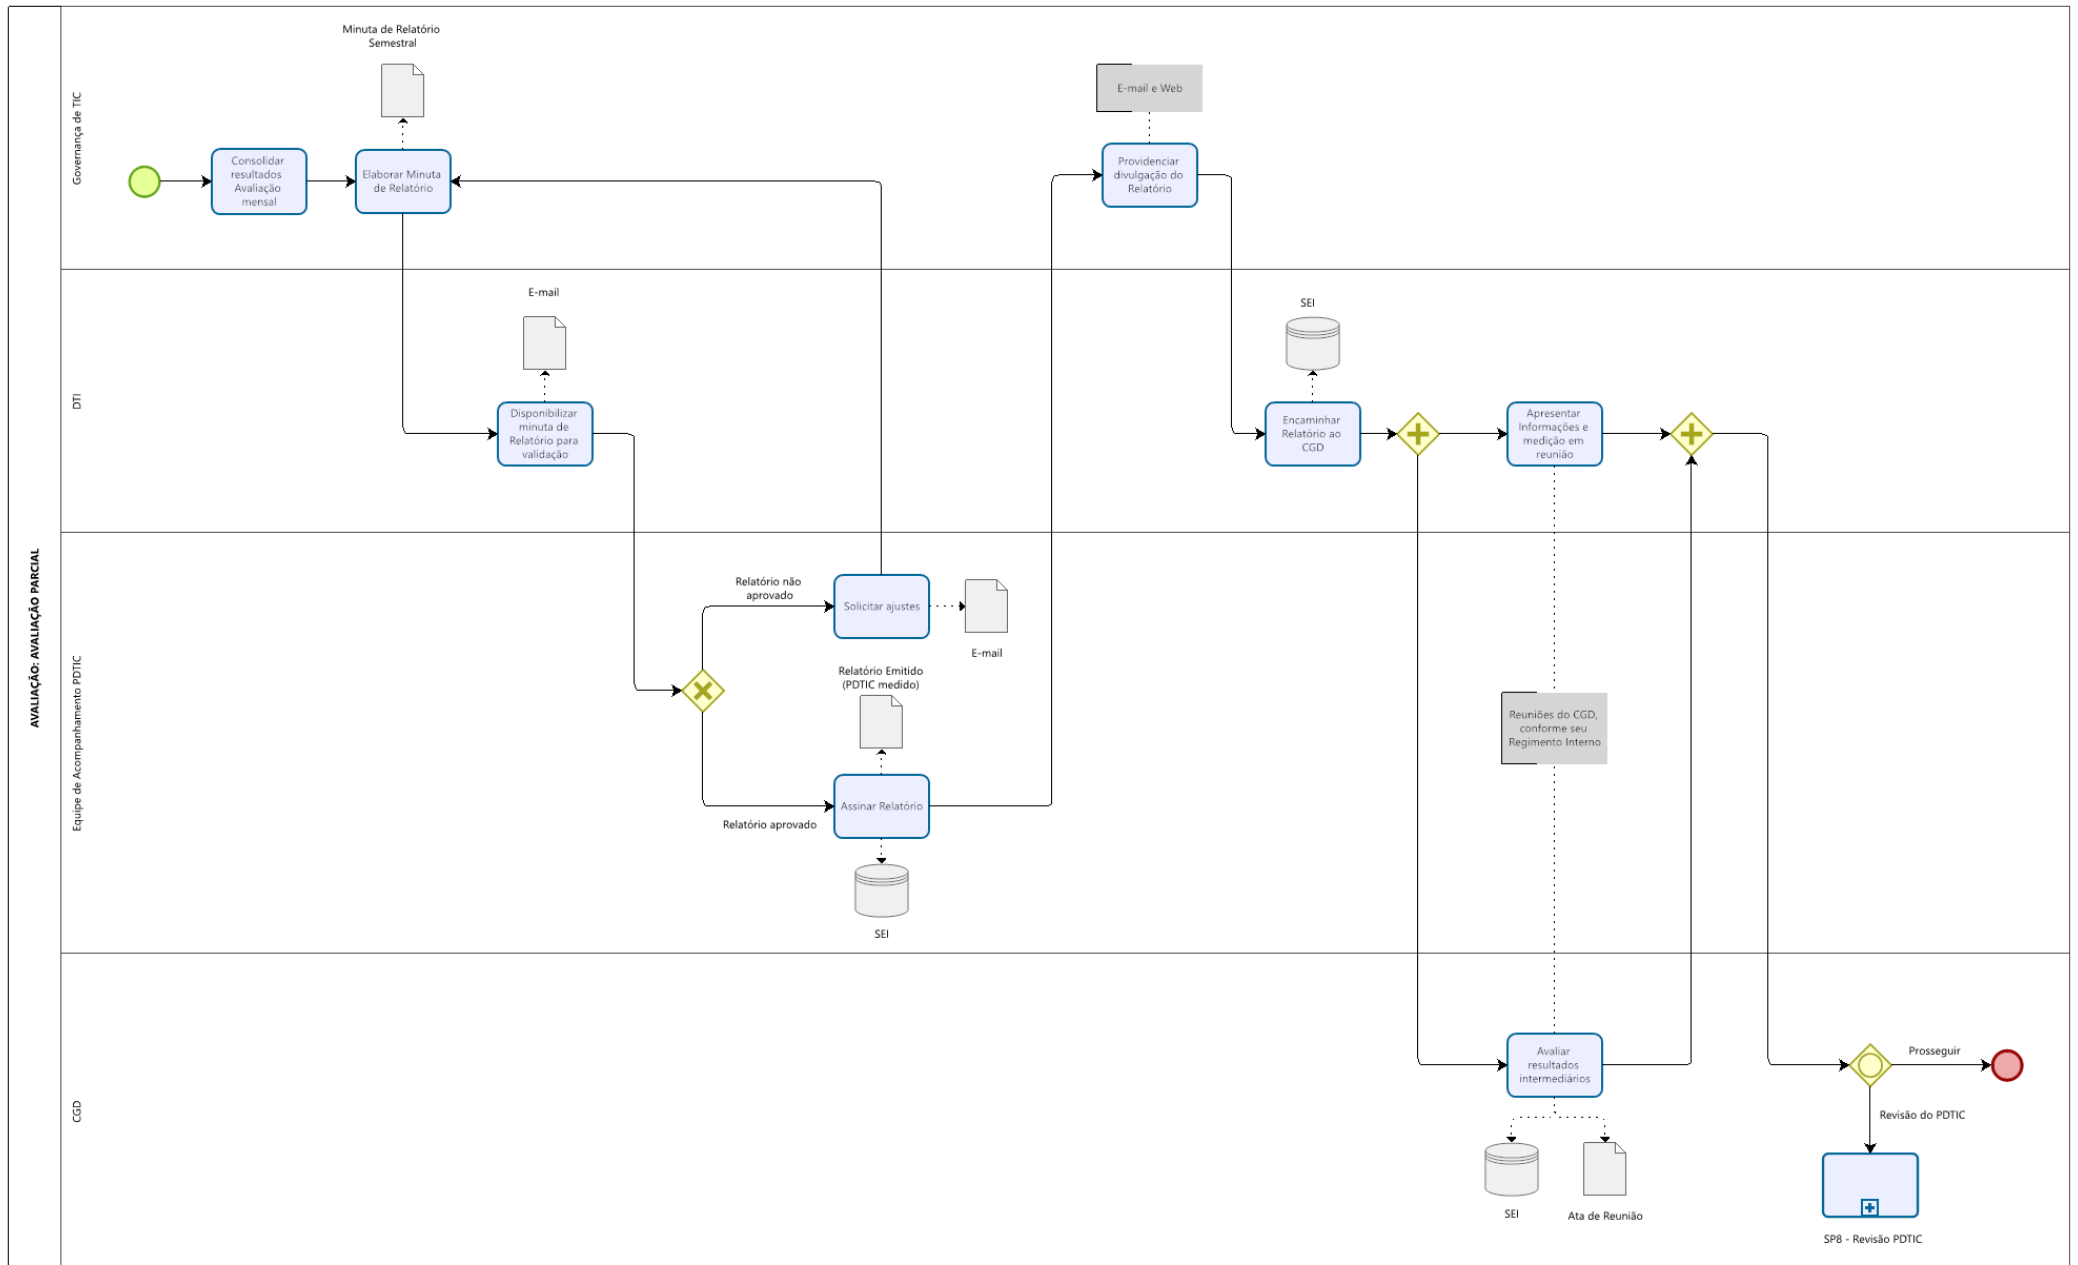 AVALIAÇÃO: AVALIAÇÃO PARCIAL
Governança de TIC
Minuta de Relatório
Semestral
Consolidar
resultados
Avaliação
mensal
Elaborar Minuta
de Relatório
E-mail e Web
Providenciar
divulgação do
Relatório
DTI
E-mail
Disponibilizar
minuta de
Relatório para
validação
SEI
Encaminhar
Relatório ao
CGD
Apresentar
Informações e
medição em
reunião
Equipe de Acompanhamento PDTIC
Relatório não
aprovado
Solicitar ajustes
E-mail
Relatório Emitido
(PDTIC medido)
Relatório aprovado
Assinar Relatório
SEI
Reuniões do CGD,
conforme seu
Regimento Interno
CGD
Avaliar
resultados
intermediários
SEI
Ata de Reunião
Prosseguir
Revisão do PDTIC
SP8 - Revisão PDTIC